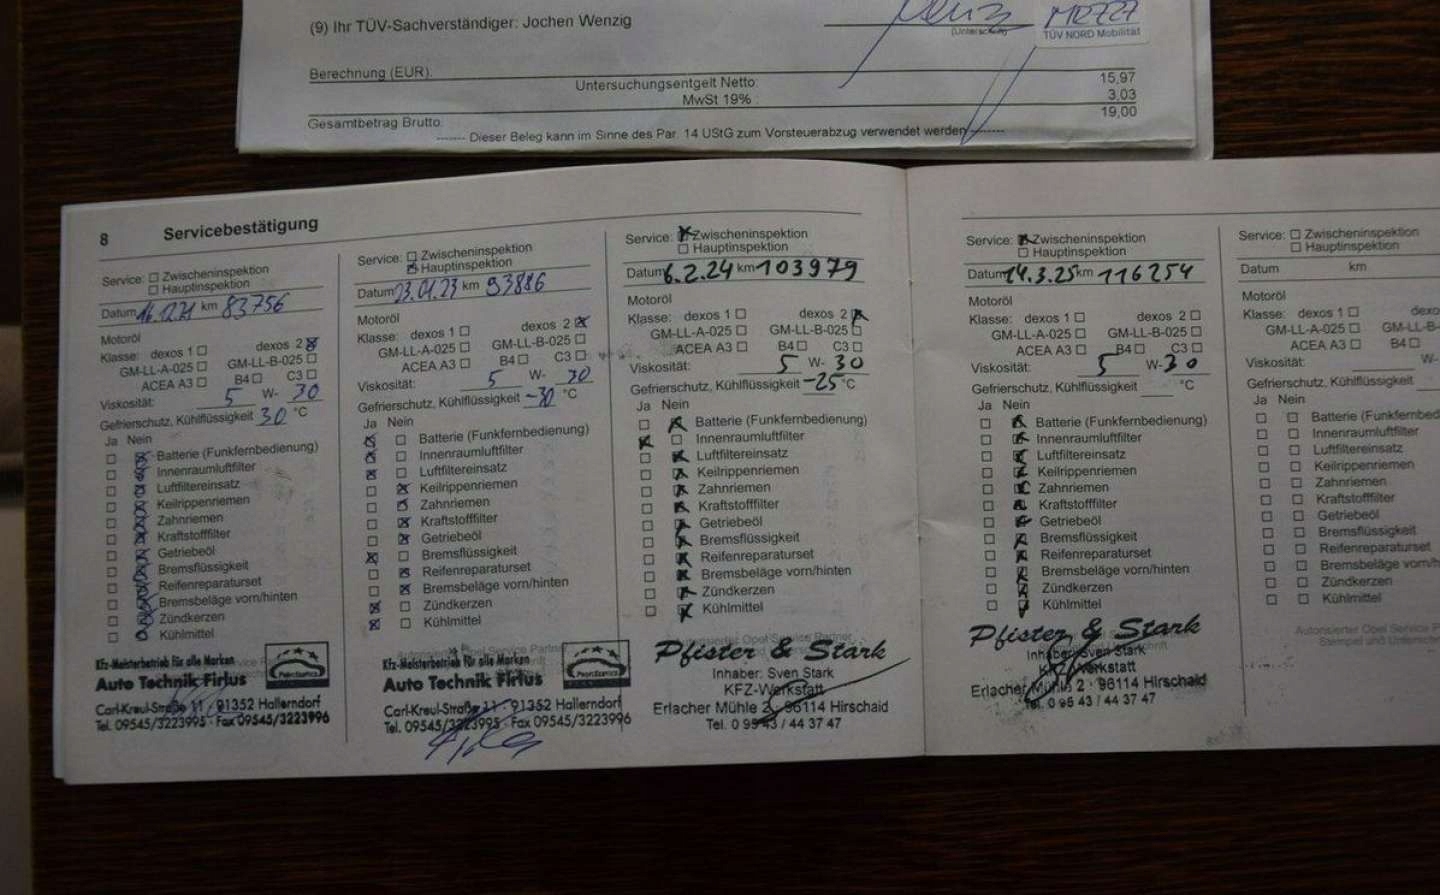 (9) Ihr TÜV-Sachverständiger: Jochen Wenzig
(Unterschrift)
TÜV NORD Mobilität
Berechnung (EUR):
Untersuchungsentgelt Netto: 15,97
MwSt 19% : 3,03
Gesamtbetrag Brutto: 19,00
------- Dieser Beleg kann im Sinne des Par. 14 UStG zum Vorsteuerabzug verwendet werden -------
8 Servicebestätigung
Service: Zwischeninspektion
Hauptinspektion
Datum 16.12.21 km 83756
Motoröl
Klasse: dexos 1 dexos 2
GM-LL-A-025 GM-LL-B-025
ACEA A3 B4 C3
Viskosität: 5 W- 30
Gefrierschutz, Kühlflüssigkeit 30 °C
Ja Nein
Batterie (Funkfernbedienung)
Innenraumluftfilter
Luftfiltereinsatz
Keilrippenriemen
Zahnriemen
Kraftstofffilter
Getriebeöl
Bremsflüssigkeit
Reifenreparaturset
Bremsbeläge vorn/hinten
Zündkerzen
Kühlmittel
Kfz-Meisterbetrieb für alle Marken
Auto Technik Firlus
Carl-Kreul-Straße 11 / 91352 Hallerndorf
Tel. 09545/3223995 · Fax 09545/3223996
Service: Zwischeninspektion
Hauptinspektion
Datum 23.01.23 km 93886
Motoröl
Klasse: dexos 1 dexos 2
GM-LL-A-025 GM-LL-B-025
ACEA A3 B4 C3
Viskosität: 5 W- 30
Gefrierschutz, Kühlflüssigkeit -30 °C
Ja Nein
Batterie (Funkfernbedienung)
Innenraumluftfilter
Luftfiltereinsatz
Keilrippenriemen
Zahnriemen
Kraftstofffilter
Getriebeöl
Bremsflüssigkeit
Reifenreparaturset
Bremsbeläge vorn/hinten
Zündkerzen
Kühlmittel
Kfz-Meisterbetrieb für alle Marken
Auto Technik Firlus
Carl-Kreul-Straße 11 · 91352 Hallerndorf
Tel. 09545/3223995 · Fax 09545/3223996
Service: Zwischeninspektion
Hauptinspektion
Datum 6.2.24 km 103979
Motoröl
Klasse: dexos 1 dexos 2
GM-LL-A-025 GM-LL-B-025
ACEA A3 B4 C3
Viskosität: 5 W- 30
Gefrierschutz, Kühlflüssigkeit -25 °C
Ja Nein
Batterie (Funkfernbedienung)
Innenraumluftfilter
Luftfiltereinsatz
Keilrippenriemen
Zahnriemen
Kraftstofffilter
Getriebeöl
Bremsflüssigkeit
Reifenreparaturset
Bremsbeläge vorn/hinten
Zündkerzen
Kühlmittel
Pfister & Stark
Inhaber: Sven Stark
KFZ-Werkstatt
Erlacher Mühle 2 · 96114 Hirschaid
Tel. 0 95 43 / 44 37 47
Service: Zwischeninspektion
Hauptinspektion
Datum 14.3.25 km 116254
Motoröl
Klasse: dexos 1 dexos 2
GM-LL-A-025 GM-LL-B-025
ACEA A3 B4 C3
Viskosität: 5 W- 30
Gefrierschutz, Kühlflüssigkeit °C
Ja Nein
Batterie (Funkfernbedienung)
Innenraumluftfilter
Luftfiltereinsatz
Keilrippenriemen
Zahnriemen
Kraftstofffilter
Getriebeöl
Bremsflüssigkeit
Reifenreparaturset
Bremsbeläge vorn/hinten
Zündkerzen
Kühlmittel
Pfister & Stark
Inhaber: Sven Stark
KFZ-Werkstatt
Erlacher Mühle 2 · 96114 Hirschaid
Tel. 0 95 43 / 44 37 47
Service: Zwischeninspektion
Hauptinspektion
Datum km
Motoröl
Klasse: dexos 1
GM-LL-A-025
ACEA A3 B4
Viskosität: W-
Gefrierschutz, Kühlflüssigkeit
Ja Nein
Batterie
Innenraumluftfilter
Luftfiltereinsatz
Keilrippenriemen
Zahnriemen
Kraftstofffilter
Getriebeöl
Bremsflüssigkeit
Reifenreparaturset
Bremsbeläge
Zündkerzen
Kühlmittel
Autorisierter Opel Service
Stempel und